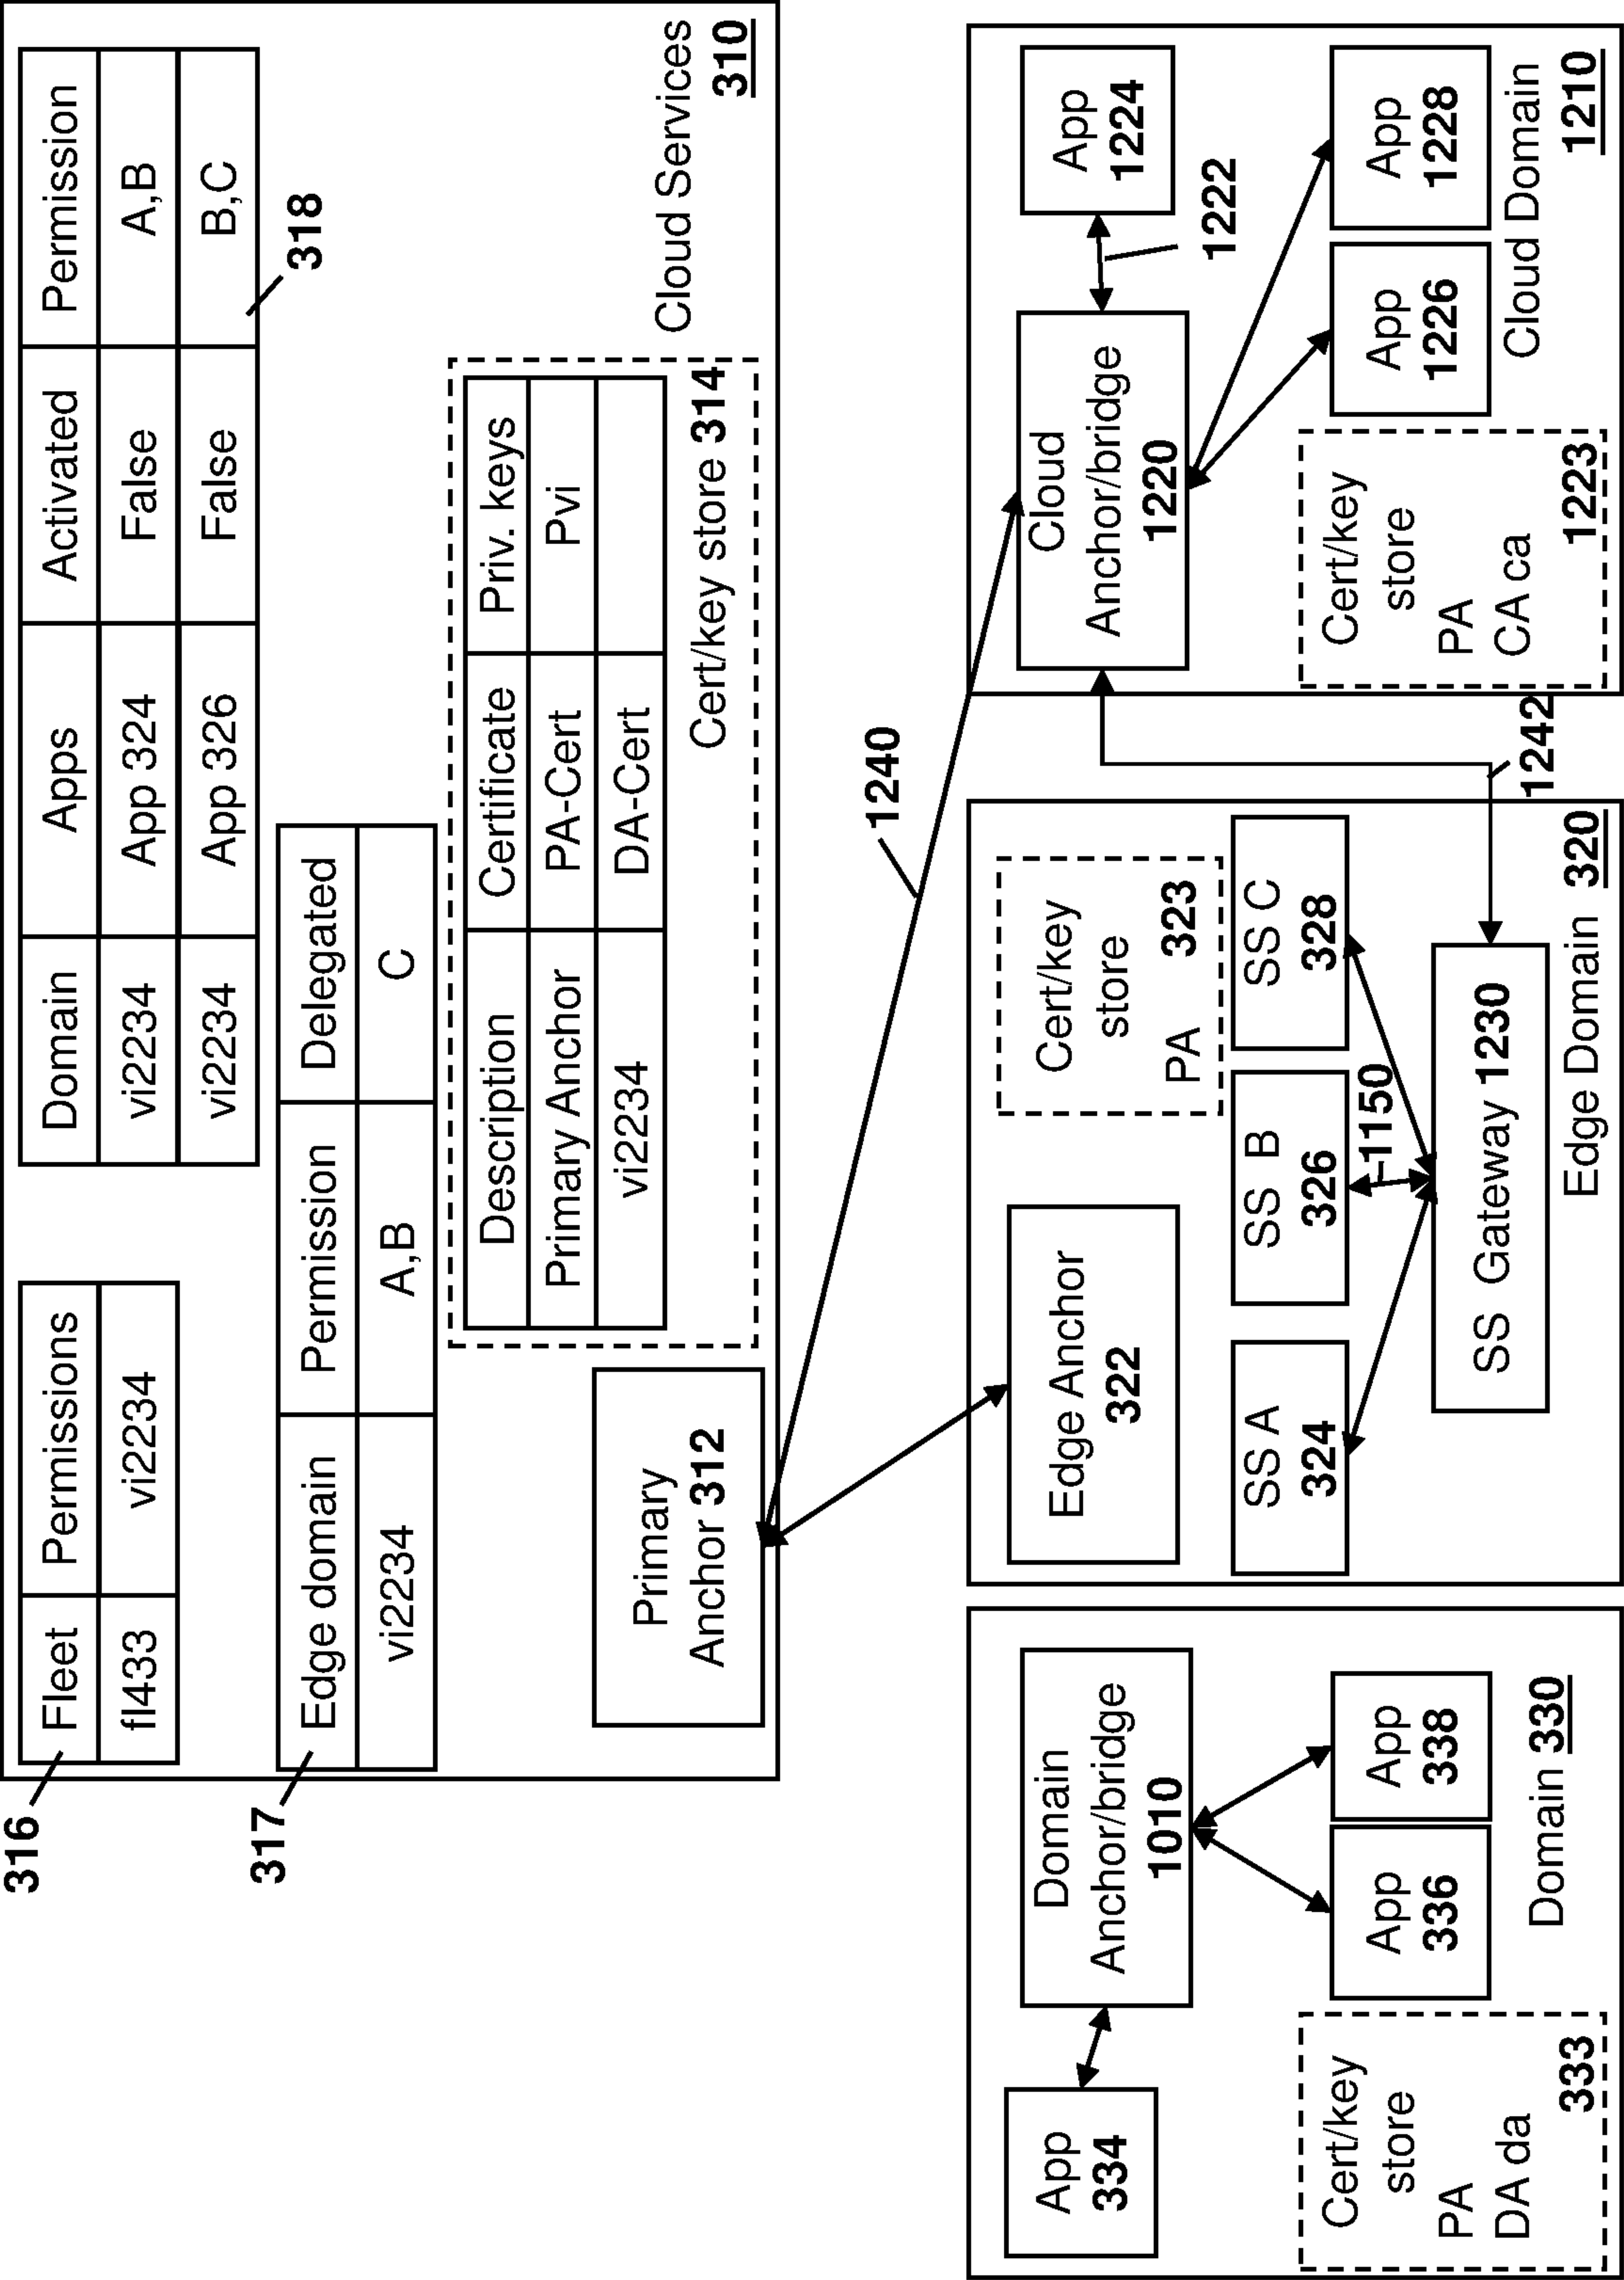 316
Fleet
Permissions
fl433
vi2234
Domain
Apps
Activated
Permission
vi2234
App 324
False
A,B
vi2234
App 326
False
B,C
318
317
Edge domain
Permission
Delegated
vi2234
A,B
C
Description
Certificate
Priv. keys
Primary Anchor
PA-Cert
Pvi
vi2234
DA-Cert
Cert/key store 314
Primary
Anchor 312
Cloud Services
310
1240
App
334
Domain
Anchor/bridge
1010
App
336
App
338
Cert/key
store
PA
DA da
333
Domain 330
Edge Anchor
322
Cert/key
store
PA
323
SS A
324
SS B
326
SS C
328
1150
SS Gateway 1230
Edge Domain
320
1242
Cloud
Anchor/bridge
1220
App
1224
1222
App
1226
App
1228
Cert/key
store
PA
CA ca
1223
Cloud Domain
1210